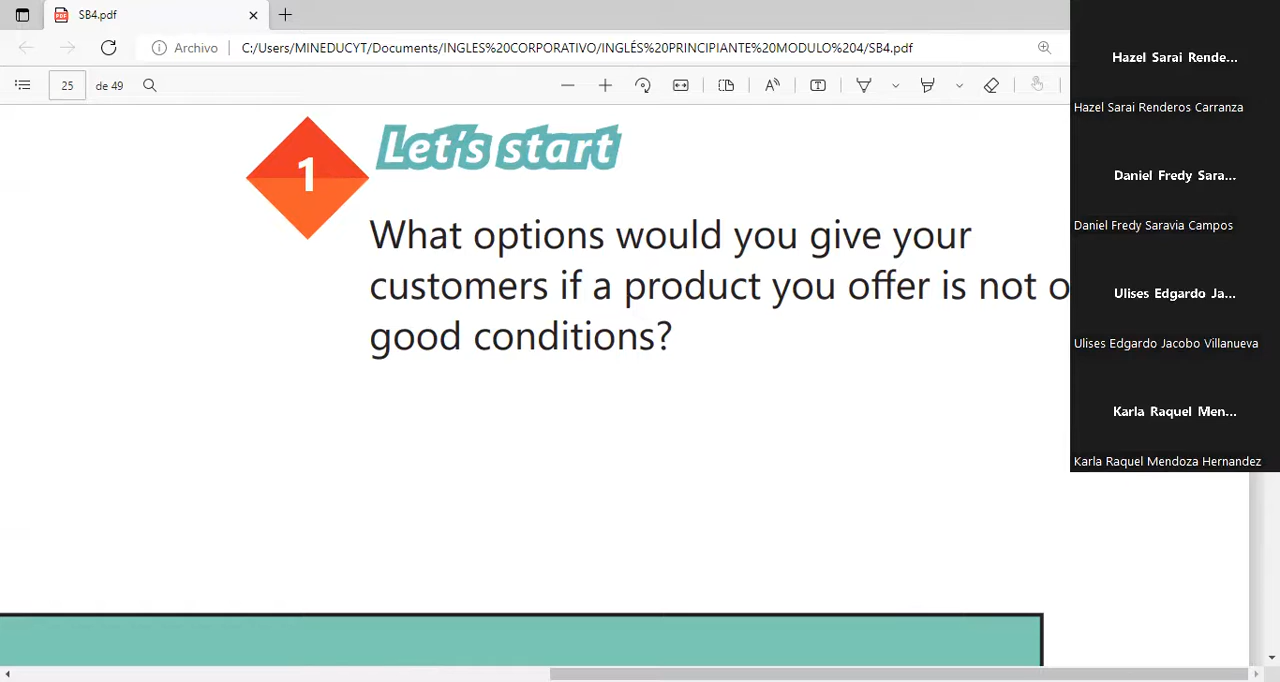 SB4.pdf
Archivo
C:/Users/MINEDUCYT/Documents/INGLES%20CORPORATIVO/INGLÉS%20PRINCIPIANTE%20MODULO%204/SB4.pdf
25 de 49
1
Let's start
What options would you give your
customers if a product you offer is not o
good conditions?
Hazel Sarai Rende...
Hazel Sarai Renderos Carranza
Daniel Fredy Sara...
Daniel Fredy Saravia Campos
Ulises Edgardo Ja...
Ulises Edgardo Jacobo Villanueva
Karla Raquel Men...
Karla Raquel Mendoza Hernandez